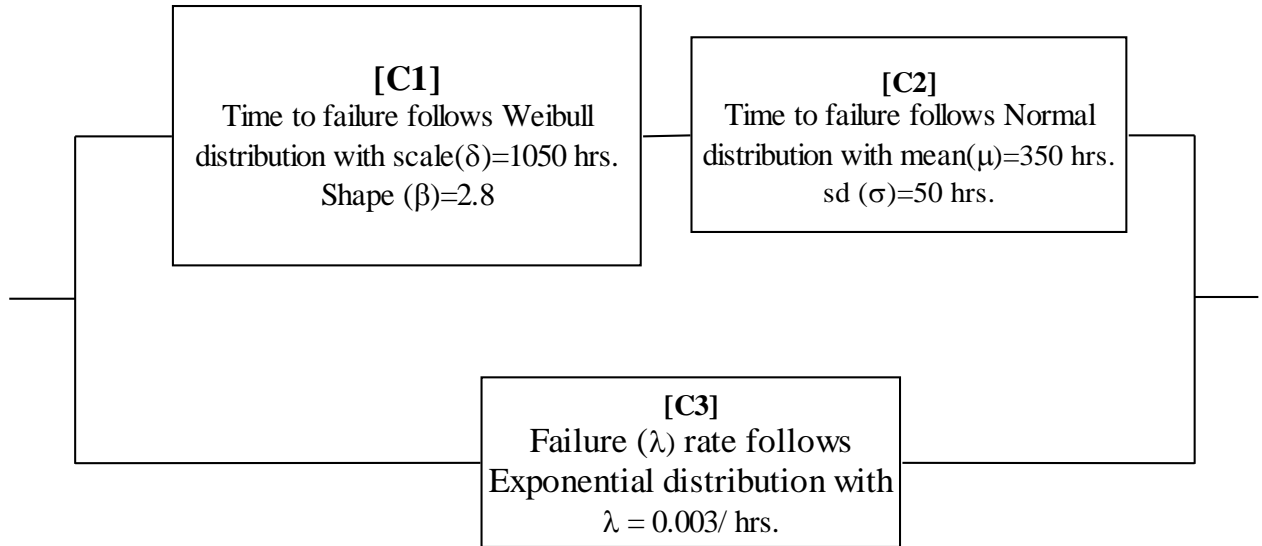 [C1]
Time to failure follows Weibull
distribution with scale(δ)=1050 hrs.
Shape (β)=2.8
[C2]
Time to failure follows Normal
distribution with mean(μ)=350 hrs.
sd (σ)=50 hrs.
[C3]
Failure (λ) rate follows
Exponential distribution with
λ = 0.003/ hrs.